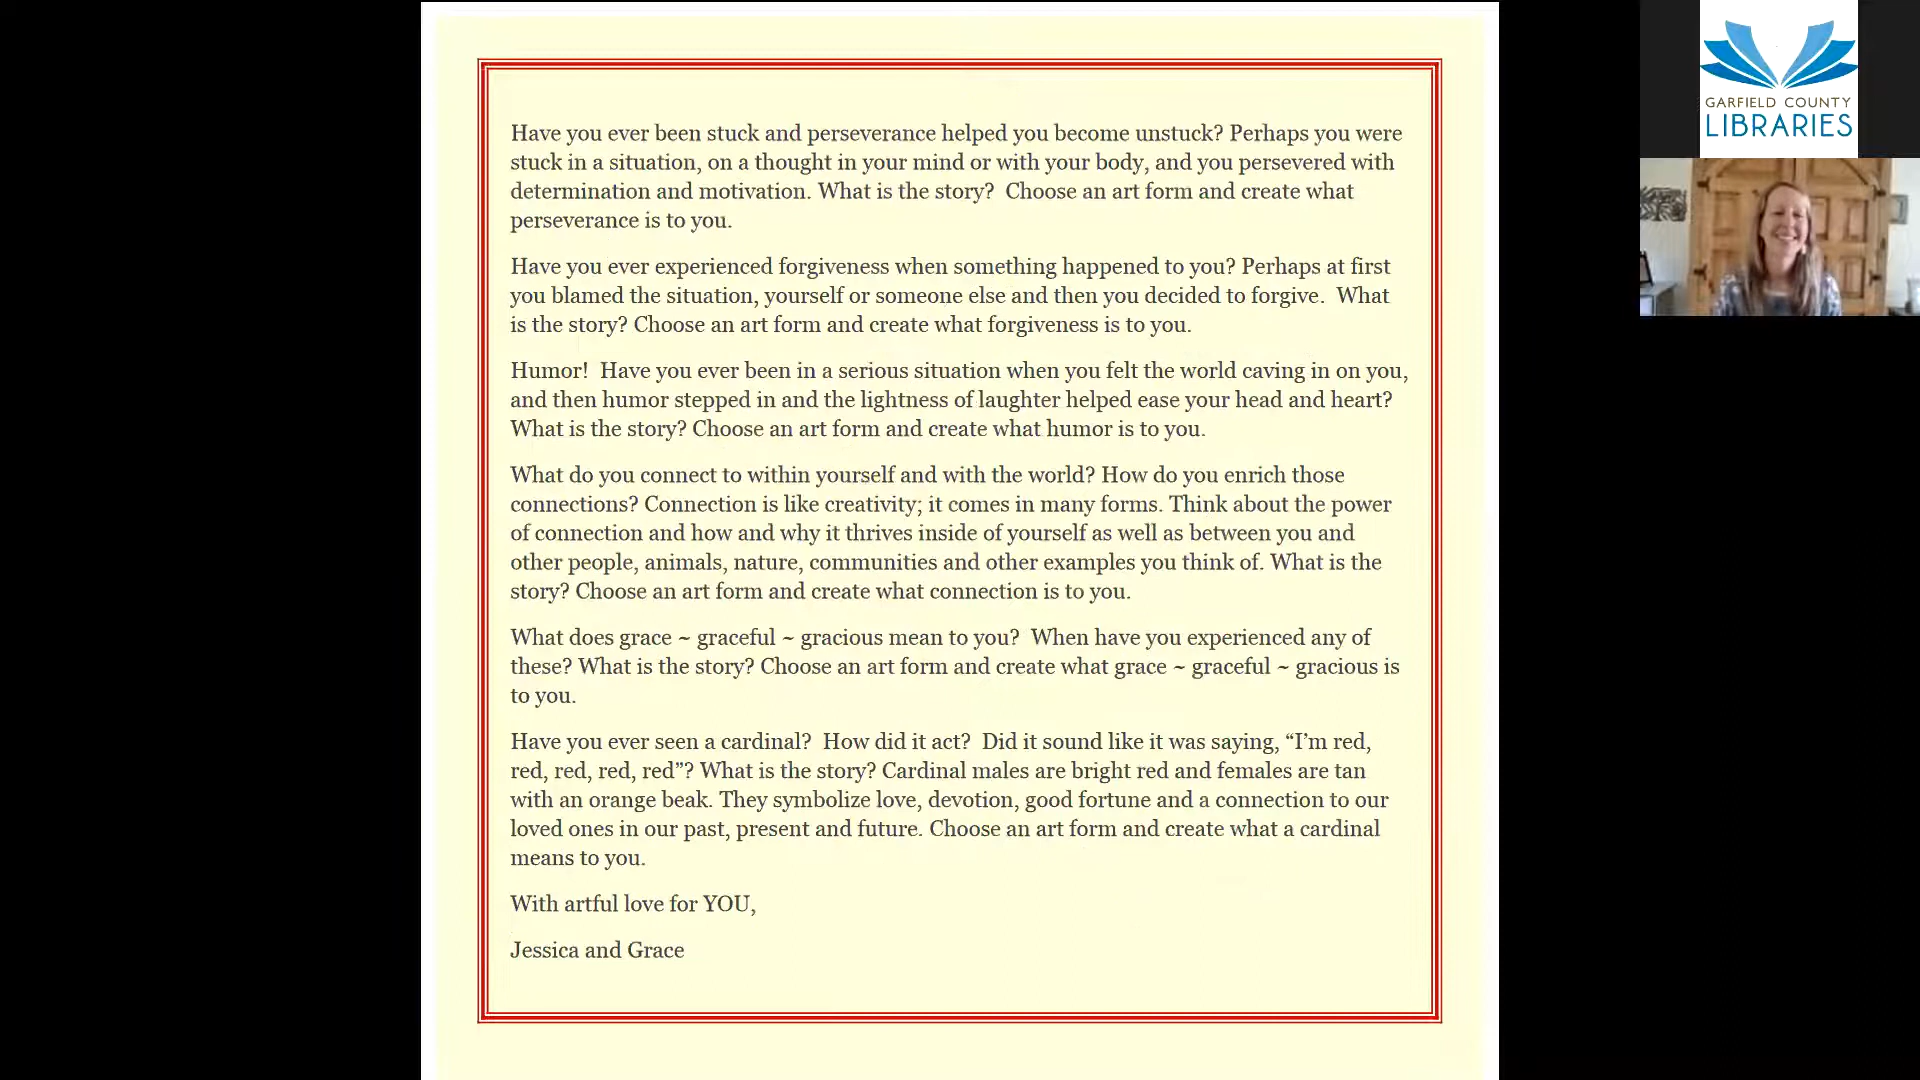 Have you ever been stuck and perseverance helped you become unstuck? Perhaps you were
stuck in a situation, on a thought in your mind or with your body, and you persevered with
determination and motivation. What is the story?  Choose an art form and create what
perseverance is to you.
Have you ever experienced forgiveness when something happened to you? Perhaps at first
you blamed the situation, yourself or someone else and then you decided to forgive.  What
is the story? Choose an art form and create what forgiveness is to you.
Humor!  Have you ever been in a serious situation when you felt the world caving in on you,
and then humor stepped in and the lightness of laughter helped ease your head and heart?
What is the story? Choose an art form and create what humor is to you.
What do you connect to within yourself and with the world? How do you enrich those
connections? Connection is like creativity; it comes in many forms. Think about the power
of connection and how and why it thrives inside of yourself as well as between you and
other people, animals, nature, communities and other examples you think of. What is the
story? Choose an art form and create what connection is to you.
What does grace ~ graceful ~ gracious mean to you?  When have you experienced any of
these? What is the story? Choose an art form and create what grace ~ graceful ~ gracious is
to you.
Have you ever seen a cardinal?  How did it act?  Did it sound like it was saying, “I’m red,
red, red, red, red”? What is the story? Cardinal males are bright red and females are tan
with an orange beak. They symbolize love, devotion, good fortune and a connection to our
loved ones in our past, present and future. Choose an art form and create what a cardinal
means to you.
With artful love for YOU,
Jessica and Grace
GARFIELD COUNTY
LIBRARIES